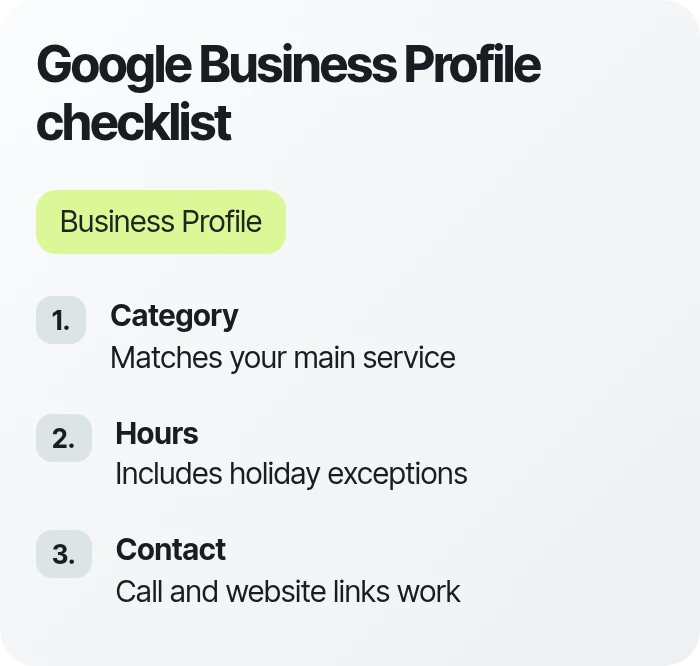 Google Business Profile
checklist
Business Profile
1. Category
Matches your main service
2. Hours
Includes holiday exceptions
3. Contact
Call and website links work